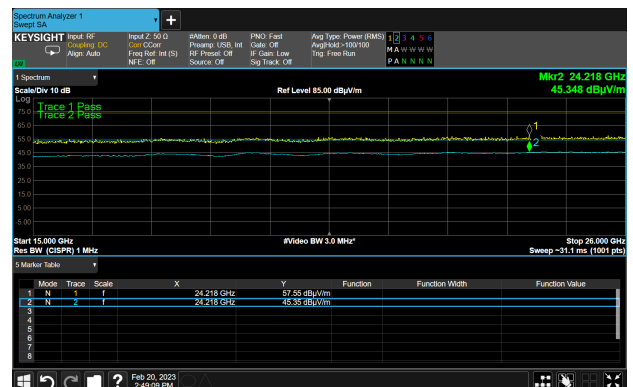 Spectrum Analyzer 1
Swept SA
+
KEYSIGHT
Input: RF
Coupling: DC
Align: Auto
Input Z: 50 Ω
Corr CCorr
Freq Ref: Int (S)
NFE: Off
#Atten: 0 dB
Preamp: USB, Int
RF Presel: Off
Source: Off
PNO: Fast
Gate: Off
IF Gain: Low
Sig Track: Off
Avg Type: Power (RMS)
Avg|Hold:>100/100
Trig: Free Run
1 2 3 4 5 6
M A W W W W
P A N N N N
LXI
1 Spectrum
Scale/Div 10 dB
Ref Level 85.00 dBµV/m
Mkr2 24.218 GHz
45.348 dBµV/m
Log
Trace 1 Pass
Trace 2 Pass
75.0
65.0
55.0
45.0
35.0
25.0
15.0
5.00
-5.00
1
2
Start 15.000 GHz
#Video BW 3.0 MHz*
Stop 26.000 GHz
Res BW (CISPR) 1 MHz
Sweep ~31.1 ms (1001 pts)
5 Marker Table
Mode Trace Scale X Y Function Function Width Function Value
1 N 1 f 24.218 GHz 57.55 dBµV/m
2 N 2 f 24.218 GHz 45.35 dBµV/m
3
4
5
6
7
8
?
Feb 20, 2023
2:49:09 PM